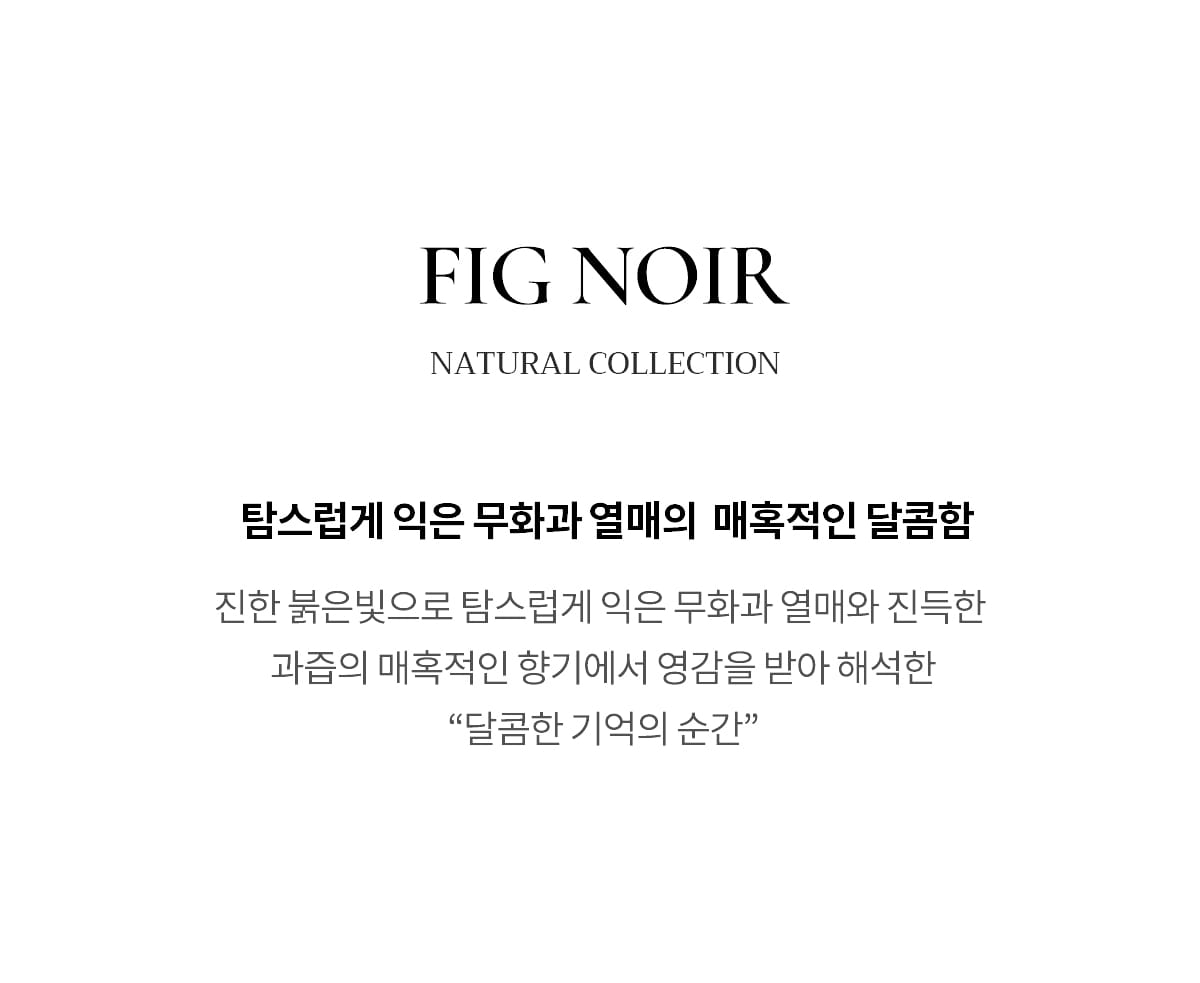 FIG NOIR
NATURAL COLLECTION
탐스럽게 익은 무화과 열매의 매혹적인 달콤함
진한 붉은빛으로 탐스럽게 익은 무화과 열매와 진득한
과즙의 매혹적인 향기에서 영감을 받아 해석한
“달콤한 기억의 순간”